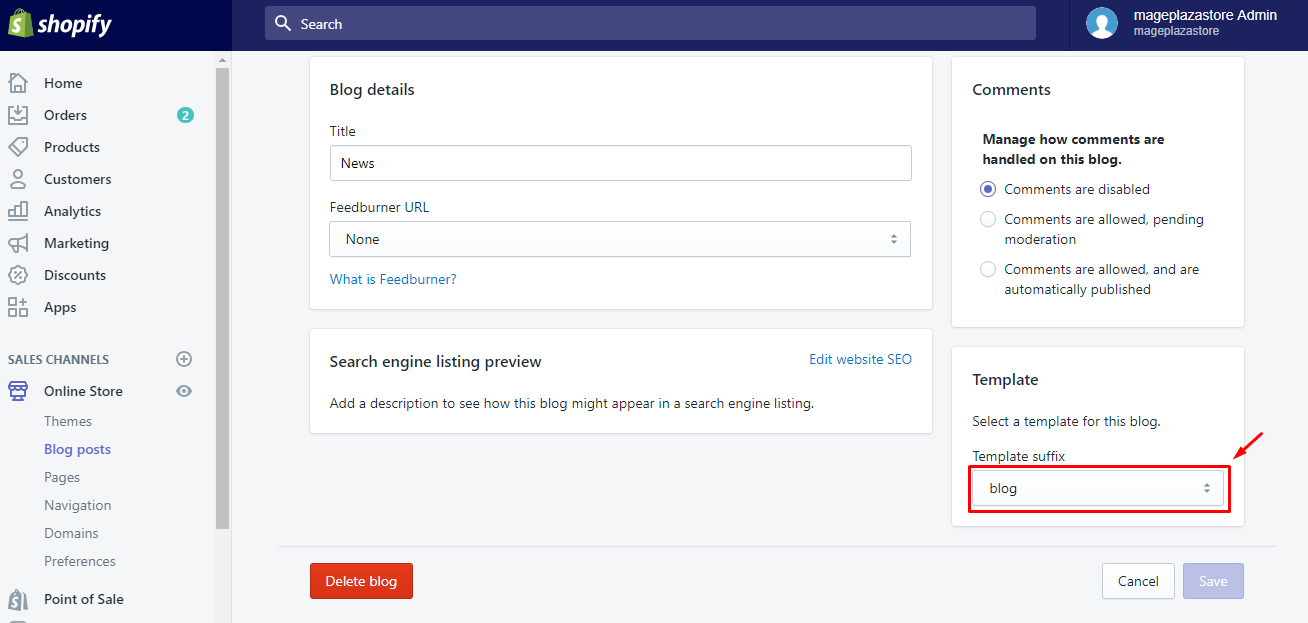 shopify
Search
mageplazastore Admin
mageplazastore
Home
Orders
2
Products
Customers
Analytics
Marketing
Discounts
Apps
SALES CHANNELS
Online Store
Themes
Blog posts
Pages
Navigation
Domains
Preferences
Point of Sale
Blog details
Title
News
Feedburner URL
None
What is Feedburner?
Search engine listing preview
Edit website SEO
Add a description to see how this blog might appear in a search engine listing.
Comments
Manage how comments are
handled on this blog.
Comments are disabled
Comments are allowed, pending
moderation
Comments are allowed, and are
automatically published
Template
Select a template for this blog.
Template suffix
blog
Delete blog
Cancel
Save